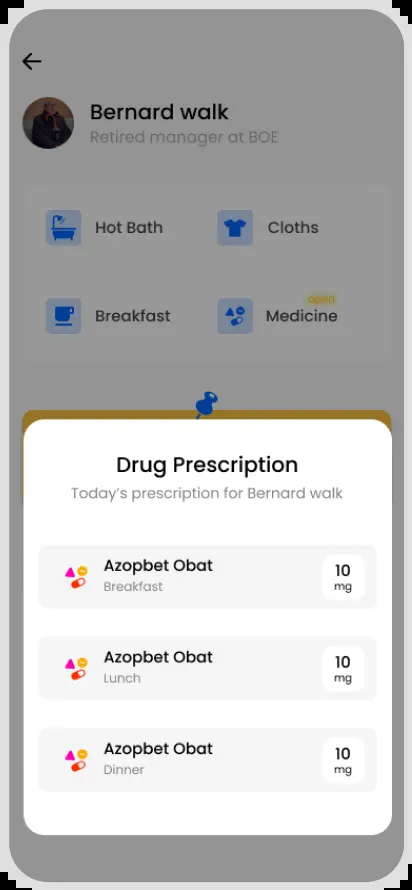 Bernard walk
Retired manager at BOE
Hot Bath
Cloths
open
Breakfast
Medicine
Drug Prescription
Today's prescription for Bernard walk
Azopbet Obat
Breakfast
10
mg
Azopbet Obat
Lunch
10
mg
Azopbet Obat
Dinner
10
mg